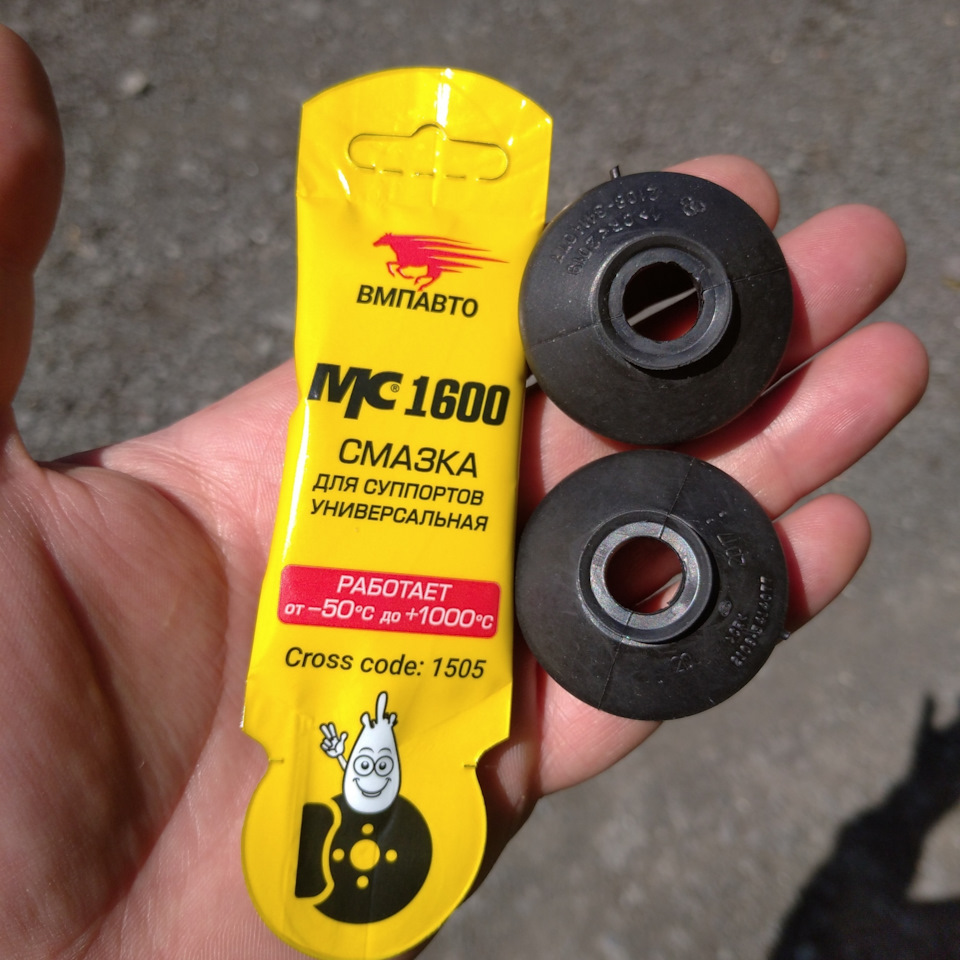 ВМПАВТО
МС® 1600
СМАЗКА
ДЛЯ СУППОРТОВ
УНИВЕРСАЛЬНАЯ
РАБОТАЕТ
от –50°С до +1000°С
Cross code: 1505